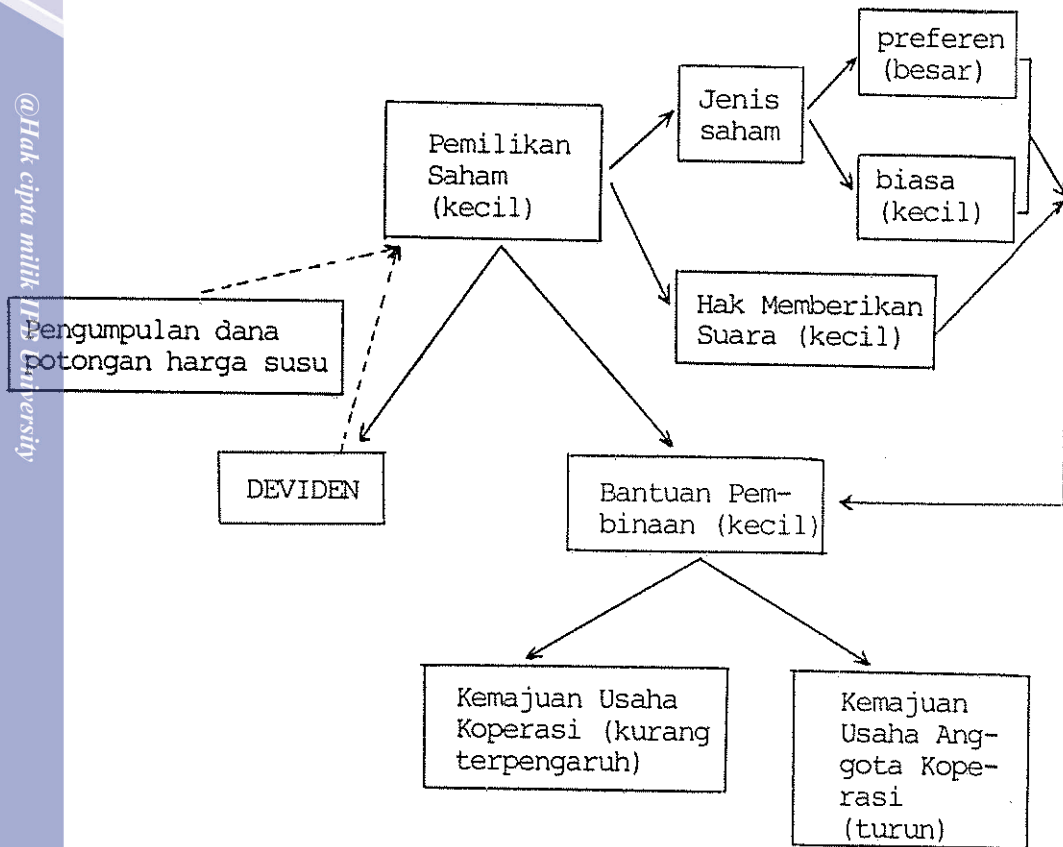 preferen
(besar)
Jenis
saham
Pemilikan
Saham
(kecil)
biasa
(kecil)
Hak Memberikan
Suara (kecil)
Pengumpulan dana
potongan harga susu
DEVIDEN
Bantuan Pem-
binaan (kecil)
Kemajuan Usaha
Koperasi (kurang
terpengaruh)
Kemajuan
Usaha Ang-
gota Kope-
rasi
(turun)
@Hak cipta milik IPB University